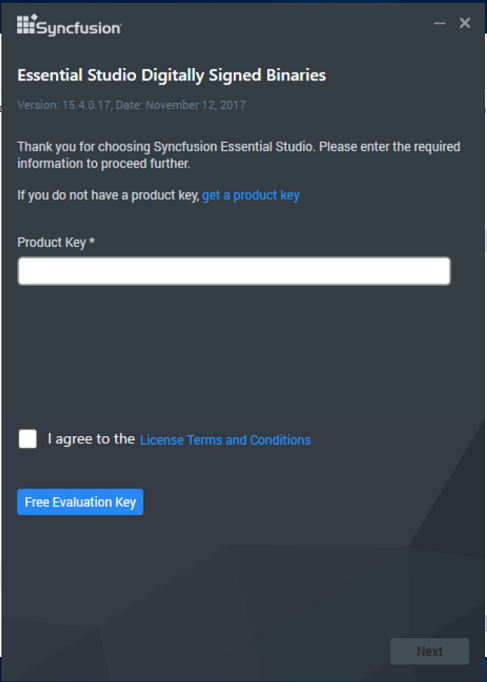 Syncfusion
Essential Studio Digitally Signed Binaries
Version: 15.4.0.17, Date: November 12, 2017
Thank you for choosing Syncfusion Essential Studio. Please enter the required
information to proceed further.
If you do not have a product key, get a product key
Product Key *
I agree to the License Terms and Conditions
Free Evaluation Key
Next